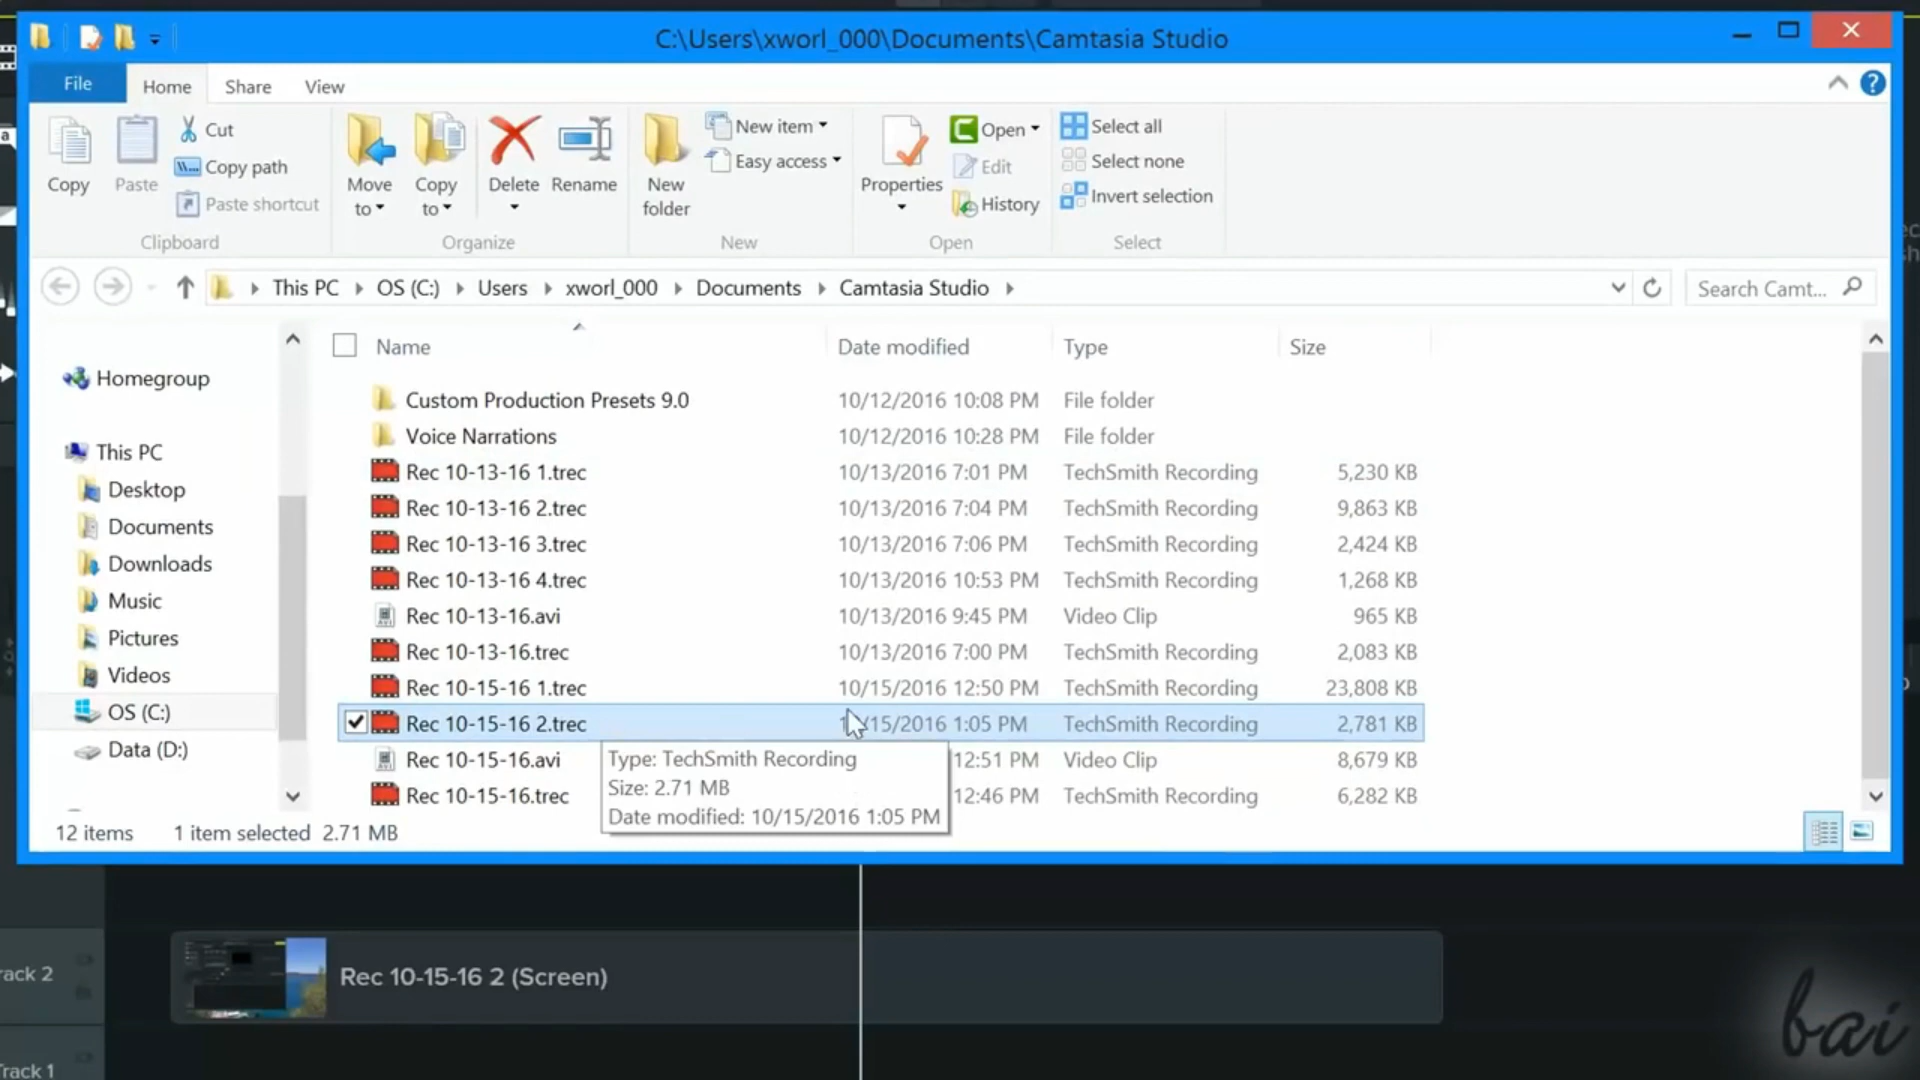 C:\Users\xworl_000\Documents\Camtasia Studio
File Home Share View
Copy
Paste
Cut
Copy path
Paste shortcut
Clipboard
Move to
Copy to
Delete
Rename
Organize
New folder
New item
Easy access
New
Properties
Open
Edit
History
Open
Select all
Select none
Invert selection
Select
This PC OS (C:) Users xworl_000 Documents Camtasia Studio
Search Camt...
Homegroup
This PC
Desktop
Documents
Downloads
Music
Pictures
Videos
OS (C:)
Data (D:)
Name Date modified Type Size
Custom Production Presets 9.0 10/12/2016 10:08 PM File folder
Voice Narrations 10/12/2016 10:28 PM File folder
Rec 10-13-16 1.trec 10/13/2016 7:01 PM TechSmith Recording 5,230 KB
Rec 10-13-16 2.trec 10/13/2016 7:04 PM TechSmith Recording 9,863 KB
Rec 10-13-16 3.trec 10/13/2016 7:06 PM TechSmith Recording 2,424 KB
Rec 10-13-16 4.trec 10/13/2016 10:53 PM TechSmith Recording 1,268 KB
Rec 10-13-16.avi 10/13/2016 9:45 PM Video Clip 965 KB
Rec 10-13-16.trec 10/13/2016 7:00 PM TechSmith Recording 2,083 KB
Rec 10-15-16 1.trec 10/15/2016 12:50 PM TechSmith Recording 23,808 KB
Rec 10-15-16 2.trec /15/2016 1:05 PM TechSmith Recording 2,781 KB
Rec 10-15-16.avi 12:51 PM Video Clip 8,679 KB
Rec 10-15-16.trec 12:46 PM TechSmith Recording 6,282 KB
Type: TechSmith Recording
Size: 2.71 MB
Date modified: 10/15/2016 1:05 PM
12 items 1 item selected 2.71 MB
rack 2
Rec 10-15-16 2 (Screen)
rack 1
bai